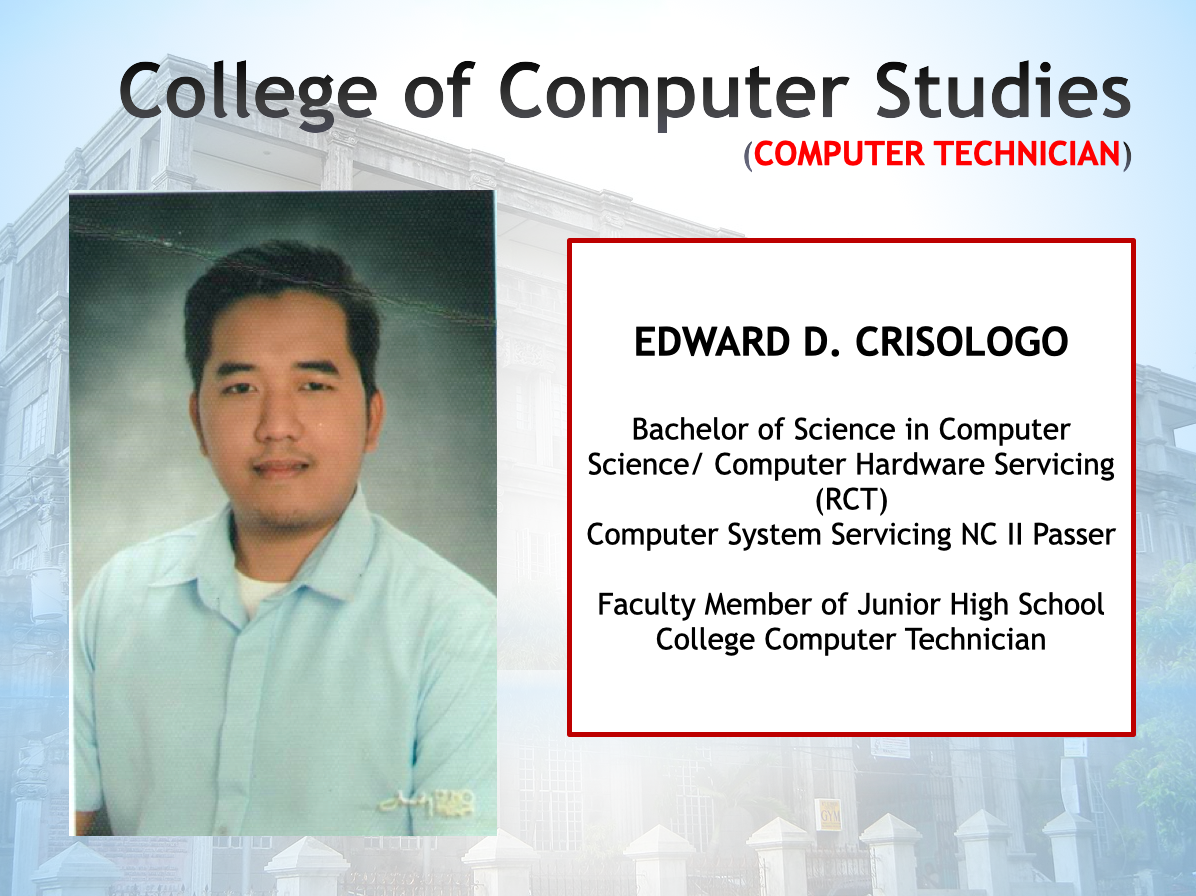 College of Computer Studies
(COMPUTER TECHNICIAN)
EDWARD D. CRISOLOGO
Bachelor of Science in Computer
Science/ Computer Hardware Servicing
(RCT)
Computer System Servicing NC II Passer
Faculty Member of Junior High School
College Computer Technician
GYM